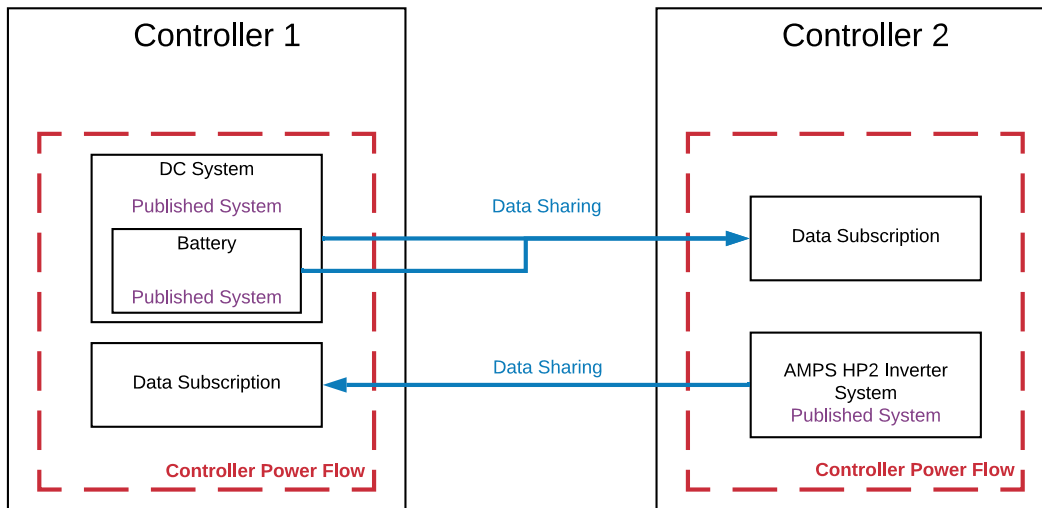 Controller 1
DC System
Published System
Battery
Published System
Data Subscription
Controller Power Flow
Data Sharing
Data Sharing
Controller 2
Data Subscription
AMPS HP2 Inverter
System
Published System
Controller Power Flow